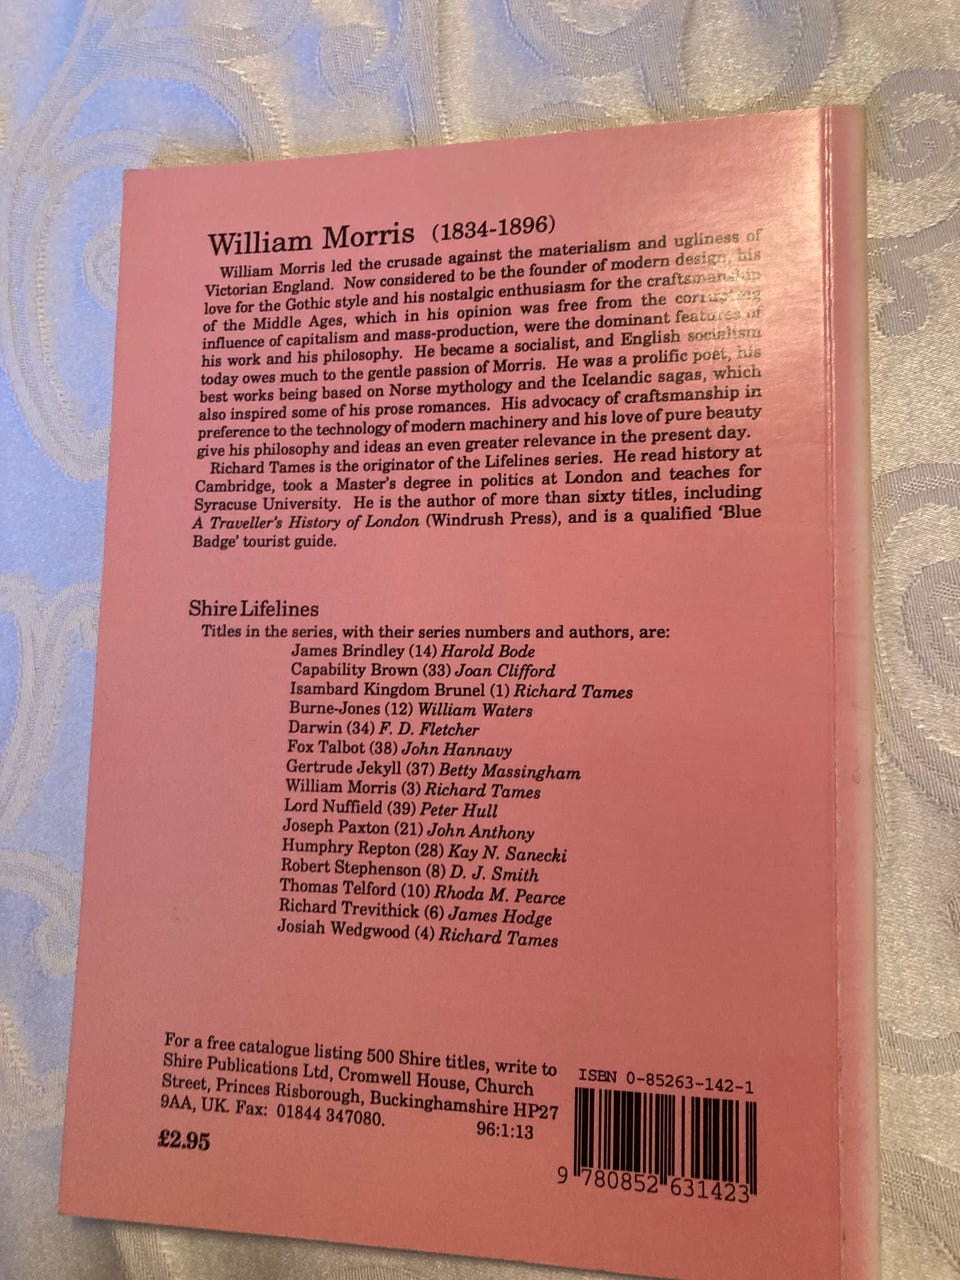 William Morris (1834-1896)
William Morris led the crusade against the materialism and ugliness of
Victorian England. Now considered to be the founder of modern design, his
love for the Gothic style and his nostalgic enthusiasm for the craftsmanship
of the Middle Ages, which in his opinion was free from the corrupting
influence of capitalism and mass-production, were the dominant features of
his work and his philosophy. He became a socialist, and English socialism
today owes much to the gentle passion of Morris. He was a prolific poet, his
best works being based on Norse mythology and the Icelandic sagas, which
also inspired some of his prose romances. His advocacy of craftsmanship in
preference to the technology of modern machinery and his love of pure beauty
give his philosophy and ideas an even greater relevance in the present day.
Richard Tames is the originator of the Lifelines series. He read history at
Cambridge, took a Master's degree in politics at London and teaches for
Syracuse University. He is the author of more than sixty titles, including
A Traveller's History of London (Windrush Press), and is a qualified 'Blue
Badge' tourist guide.
Shire Lifelines
Titles in the series, with their series numbers and authors, are:
James Brindley (14) Harold Bode
Capability Brown (33) Joan Clifford
Isambard Kingdom Brunel (1) Richard Tames
Burne-Jones (12) William Waters
Darwin (34) F. D. Fletcher
Fox Talbot (38) John Hannavy
Gertrude Jekyll (37) Betty Massingham
William Morris (3) Richard Tames
Lord Nuffield (39) Peter Hull
Joseph Paxton (21) John Anthony
Humphry Repton (28) Kay N. Sanecki
Robert Stephenson (8) D. J. Smith
Thomas Telford (10) Rhoda M. Pearce
Richard Trevithick (6) James Hodge
Josiah Wedgwood (4) Richard Tames
For a free catalogue listing 500 Shire titles, write to
Shire Publications Ltd, Cromwell House, Church
Street, Princes Risborough, Buckinghamshire HP27
9AA, UK. Fax: 01844 347080.
96:1:13
£2.95
ISBN 0-85263-142-1
9 780852 631423